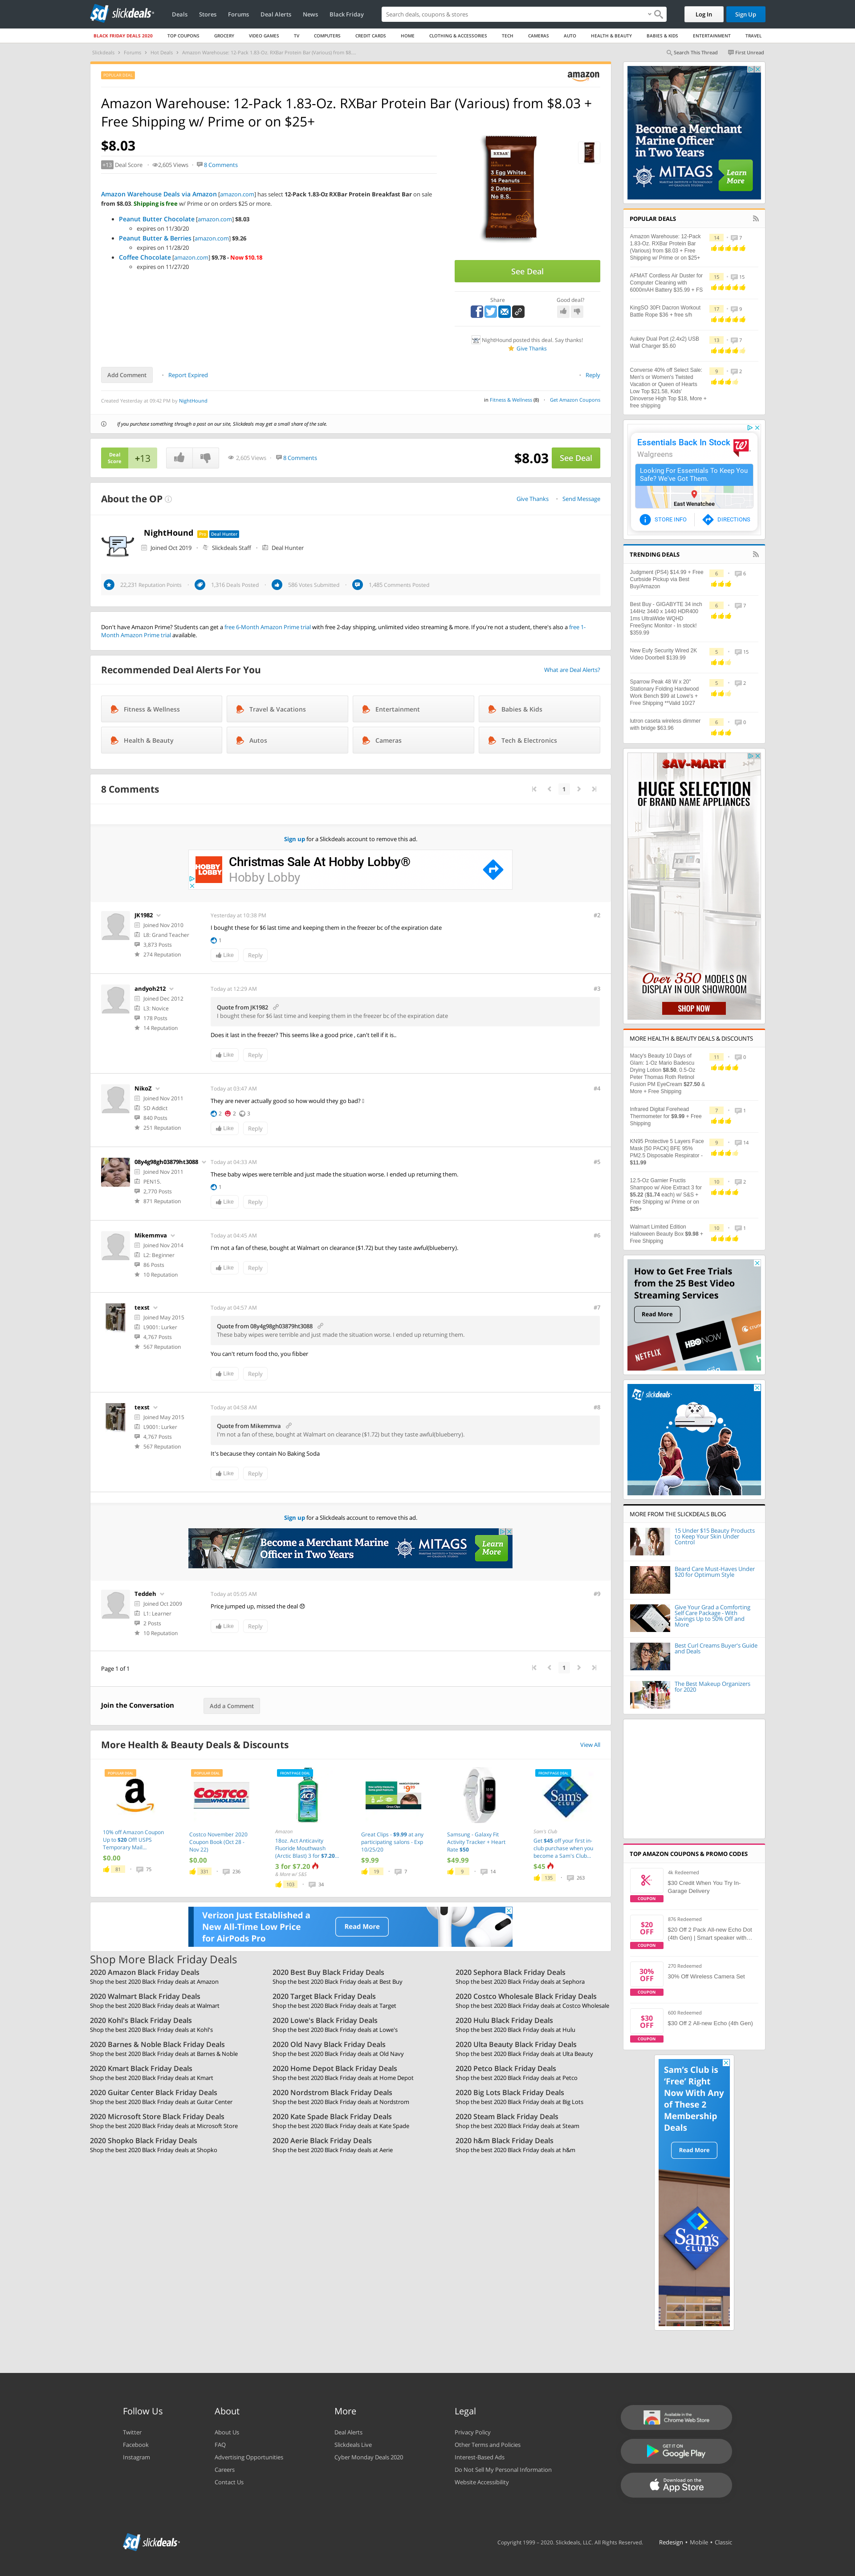 slickdeals
Deals
Stores
Forums
Deal Alerts
News
Black Friday
Search deals, coupons & stores
Log In
Sign Up
BLACK FRIDAY DEALS 2020
TOP COUPONS
GROCERY
VIDEO GAMES
TV
COMPUTERS
CREDIT CARDS
HOME
CLOTHING & ACCESSORIES
TECH
CAMERAS
AUTO
HEALTH & BEAUTY
BABIES & KIDS
ENTERTAINMENT
TRAVEL
Slickdeals > Forums > Hot Deals > Amazon Warehouse: 12-Pack 1.83-Oz. RXBar Protein Bar (Various) from $8....
Search This Thread
First Unread
POPULAR DEAL
amazon
Amazon Warehouse: 12-Pack 1.83-Oz. RXBar Protein Bar (Various) from $8.03 +
Free Shipping w/ Prime or on $25+
$8.03
+13 Deal Score
2,605 Views
8 Comments
Amazon Warehouse Deals via Amazon [amazon.com] has select 12-Pack 1.83-Oz RXBar Protein Breakfast Bar on sale
from $8.03. Shipping is free w/ Prime or on orders $25 or more.
Peanut Butter Chocolate [amazon.com] $8.03
expires on 11/30/20
Peanut Butter & Berries [amazon.com] $9.26
expires on 11/28/20
Coffee Chocolate [amazon.com] $9.78 - Now $10.18
expires on 11/27/20
RXBAR
3 Egg Whites
14 Peanuts
2 Dates
No B.S.
See Deal
Share
Good deal?
NightHound posted this deal. Say thanks!
Give Thanks
Add Comment
Report Expired
Reply
Created Yesterday at 09:42 PM by NightHound
in Fitness & Wellness (8)
Get Amazon Coupons
If you purchase something through a post on our site, Slickdeals may get a small share of the sale.
Deal
Score
+13
2,605 Views
8 Comments
$8.03
See Deal
About the OP
Give Thanks
Send Message
NightHound
Pro
Deal Hunter
Joined Oct 2019
Slickdeals Staff
Deal Hunter
22,231 Reputation Points
1,316 Deals Posted
586 Votes Submitted
1,485 Comments Posted
Don't have Amazon Prime? Students can get a free 6-Month Amazon Prime trial with free 2-day shipping, unlimited video streaming & more. If you're not a student, there's also a free 1-
Month Amazon Prime trial available.
Recommended Deal Alerts For You
What are Deal Alerts?
Fitness & Wellness
Travel & Vacations
Entertainment
Babies & Kids
Health & Beauty
Autos
Cameras
Tech & Electronics
8 Comments
1
Sign up for a Slickdeals account to remove this ad.
HOBBY
LOBBY
Christmas Sale At Hobby Lobby®
Hobby Lobby
JK1982
Joined Nov 2010
L8: Grand Teacher
3,873 Posts
274 Reputation
Yesterday at 10:38 PM
#2
I bought these for $6 last time and keeping them in the freezer bc of the expiration date
1
Like
Reply
andyoh212
Joined Dec 2012
L3: Novice
178 Posts
14 Reputation
Today at 12:29 AM
#3
Quote from JK1982
I bought these for $6 last time and keeping them in the freezer bc of the expiration date
Does it last in the freezer? This seems like a good price , can't tell if it is..
Like
Reply
NikoZ
Joined Nov 2011
SD Addict
840 Posts
251 Reputation
Today at 03:47 AM
#4
They are never actually good so how would they go bad?
2
2
3
Like
Reply
08y4g98gh03879ht3088
Joined Nov 2011
PEN15.
2,770 Posts
871 Reputation
Today at 04:33 AM
#5
These baby wipes were terrible and just made the situation worse. I ended up returning them.
1
Like
Reply
Mikemmva
Joined Nov 2014
L2: Beginner
86 Posts
10 Reputation
Today at 04:45 AM
#6
I'm not a fan of these, bought at Walmart on clearance ($1.72) but they taste awful(blueberry).
Like
Reply
texst
Joined May 2015
L9001: Lurker
4,767 Posts
567 Reputation
Today at 04:57 AM
#7
Quote from 08y4g98gh03879ht3088
These baby wipes were terrible and just made the situation worse. I ended up returning them.
You can't return food tho, you fibber
Like
Reply
texst
Joined May 2015
L9001: Lurker
4,767 Posts
567 Reputation
Today at 04:58 AM
#8
Quote from Mikemmva
I'm not a fan of these, bought at Walmart on clearance ($1.72) but they taste awful(blueberry).
It's because they contain No Baking Soda
Like
Reply
Sign up for a Slickdeals account to remove this ad.
Become a Merchant Marine
Officer in Two Years
MITAGS
Learn
More
Teddeh
Joined Oct 2009
L1: Learner
2 Posts
10 Reputation
Today at 05:05 AM
#9
Price jumped up, missed the deal
Like
Reply
Page 1 of 1
1
Join the Conversation
Add a Comment
More Health & Beauty Deals & Discounts
View All
POPULAR DEAL
10% off Amazon Coupon
Up to $20 Off! USPS
Temporary Mail...
$0.00
81
75
POPULAR DEAL
COSTCO
WHOLESALE
Costco November 2020
Coupon Book (Oct 28 -
Nov 22)
$0.00
331
236
FRONTPAGE DEAL
ACT
Amazon
18oz. Act Anticavity
Fluoride Mouthwash
(Arctic Blast) 3 for $7.20...
3 for $7.20
& More w/ S&S
103
34
$9.99
Great Clips - $9.99 at any
participating salons - Exp
10/25/20
$9.99
19
7
Samsung - Galaxy Fit
Activity Tracker + Heart
Rate $50
$49.99
9
14
FRONTPAGE DEAL
Sam's
CLUB
Sam's Club
Get $45 off your first in-
club purchase when you
become a Sam's Club...
$45
135
263
Verizon Just Established a
New All-Time Low Price
for AirPods Pro
Read More
Shop More Black Friday Deals
2020 Amazon Black Friday Deals
Shop the best 2020 Black Friday deals at Amazon
2020 Best Buy Black Friday Deals
Shop the best 2020 Black Friday deals at Best Buy
2020 Sephora Black Friday Deals
Shop the best 2020 Black Friday deals at Sephora
2020 Walmart Black Friday Deals
Shop the best 2020 Black Friday deals at Walmart
2020 Target Black Friday Deals
Shop the best 2020 Black Friday deals at Target
2020 Costco Wholesale Black Friday Deals
Shop the best 2020 Black Friday deals at Costco Wholesale
2020 Kohl's Black Friday Deals
Shop the best 2020 Black Friday deals at Kohl's
2020 Lowe's Black Friday Deals
Shop the best 2020 Black Friday deals at Lowe's
2020 Hulu Black Friday Deals
Shop the best 2020 Black Friday deals at Hulu
2020 Barnes & Noble Black Friday Deals
Shop the best 2020 Black Friday deals at Barnes & Noble
2020 Old Navy Black Friday Deals
Shop the best 2020 Black Friday deals at Old Navy
2020 Ulta Beauty Black Friday Deals
Shop the best 2020 Black Friday deals at Ulta Beauty
2020 Kmart Black Friday Deals
Shop the best 2020 Black Friday deals at Kmart
2020 Home Depot Black Friday Deals
Shop the best 2020 Black Friday deals at Home Depot
2020 Petco Black Friday Deals
Shop the best 2020 Black Friday deals at Petco
2020 Guitar Center Black Friday Deals
Shop the best 2020 Black Friday deals at Guitar Center
2020 Nordstrom Black Friday Deals
Shop the best 2020 Black Friday deals at Nordstrom
2020 Big Lots Black Friday Deals
Shop the best 2020 Black Friday deals at Big Lots
2020 Microsoft Store Black Friday Deals
Shop the best 2020 Black Friday deals at Microsoft Store
2020 Kate Spade Black Friday Deals
Shop the best 2020 Black Friday deals at Kate Spade
2020 Steam Black Friday Deals
Shop the best 2020 Black Friday deals at Steam
2020 Shopko Black Friday Deals
Shop the best 2020 Black Friday deals at Shopko
2020 Aerie Black Friday Deals
Shop the best 2020 Black Friday deals at Aerie
2020 h&m Black Friday Deals
Shop the best 2020 Black Friday deals at h&m
Become a Merchant
Marine Officer
in Two Years
MITAGS
Learn
More
POPULAR DEALS
Amazon Warehouse: 12-Pack
1.83-Oz. RXBar Protein Bar
(Various) from $8.03 + Free
Shipping w/ Prime or on $25+
14
7
AFMAT Cordless Air Duster for
Computer Cleaning with
6000mAH Battery $35.99 + FS
15
15
KingSO 30Ft Dacron Workout
Battle Rope $36 + free s/h
17
9
Aukey Dual Port (2.4x2) USB
Wall Charger $5.60
13
7
Converse 40% off Select Sale:
Men's or Women's Twisted
Vacation or Queen of Hearts
Low Top $21.58, Kids'
Dinoverse High Top $18, More +
free shipping
9
2
Essentials Back In Stock
Walgreens
Looking For Essentials To Keep You
Safe? We've Got Them.
East Wenatchee
STORE INFO
DIRECTIONS
TRENDING DEALS
Judgment (PS4) $14.99 + Free
Curbside Pickup via Best
Buy/Amazon
6
6
Best Buy - GIGABYTE 34 inch
144Hz 3440 x 1440 HDR400
1ms UltraWide WQHD
FreeSync Monitor - In stock!
$359.99
6
7
New Eufy Security Wired 2K
Video Doorbell $139.99
5
15
Sparrow Peak 48 W x 20"
Stationary Folding Hardwood
Work Bench $99 at Lowe's +
Free Shipping **Valid 10/27
5
2
lutron caseta wireless dimmer
with bridge $63.96
6
0
SAV-MART
HUGE SELECTION
OF BRAND NAME APPLIANCES
Over 350 MODELS ON
DISPLAY IN OUR SHOWROOM
SHOP NOW
MORE HEALTH & BEAUTY DEALS & DISCOUNTS
Macy's Beauty 10 Days of
Glam: 1-Oz Mario Badescu
Drying Lotion $8.50, 0.5-Oz
Peter Thomas Roth Retinol
Fusion PM EyeCream $27.50 &
More + Free Shipping
11
0
Infrared Digital Forehead
Thermometer for $9.99 + Free
Shipping
7
1
KN95 Protective 5 Layers Face
Mask [50 PACK] BFE 95%
PM2.5 Disposable Respirator -
$11.99
9
14
12.5-Oz Garnier Fructis
Shampoo w/ Aloe Extract 3 for
$5.22 ($1.74 each) w/ S&S +
Free Shipping w/ Prime or on
$25+
10
2
Walmart Limited Edition
Halloween Beauty Box $9.98 +
Free Shipping
10
1
How to Get Free Trials
from the 25 Best Video
Streaming Services
Read More
NETFLIX
HBO NOW
slickdeals
MORE FROM THE SLICKDEALS BLOG
15 Under $15 Beauty Products
to Keep Your Skin Under
Control
Beard Care Must-Haves Under
$20 for Optimum Style
Give Your Grad a Comforting
Self Care Package - With
Savings Up to 50% Off and
More
Best Curl Creams Buyer's Guide
and Deals
The Best Makeup Organizers
for 2020
TOP AMAZON COUPONS & PROMO CODES
COUPON
4k Redeemed
$30 Credit When You Try In-
Garage Delivery
$20
OFF
COUPON
876 Redeemed
$20 Off 2 Pack All-new Echo Dot
(4th Gen) | Smart speaker with...
30%
OFF
COUPON
270 Redeemed
30% Off Wireless Camera Set
$30
OFF
COUPON
600 Redeemed
$30 Off 2 All-new Echo (4th Gen)
Sam's Club is
'Free' Right
Now With Any
of These 2
Membership
Deals
Read More
Sam's
CLUB
Follow Us
Twitter
Facebook
Instagram
About
About Us
FAQ
Advertising Opportunities
Careers
Contact Us
More
Deal Alerts
Slickdeals Live
Cyber Monday Deals 2020
Legal
Privacy Policy
Other Terms and Policies
Interest-Based Ads
Do Not Sell My Personal Information
Website Accessibility
Available in the
Chrome Web Store
GET IT ON
Google Play
Download on the
App Store
slickdeals
Copyright 1999 - 2020. Slickdeals, LLC. All Rights Reserved.
Redesign • Mobile • Classic